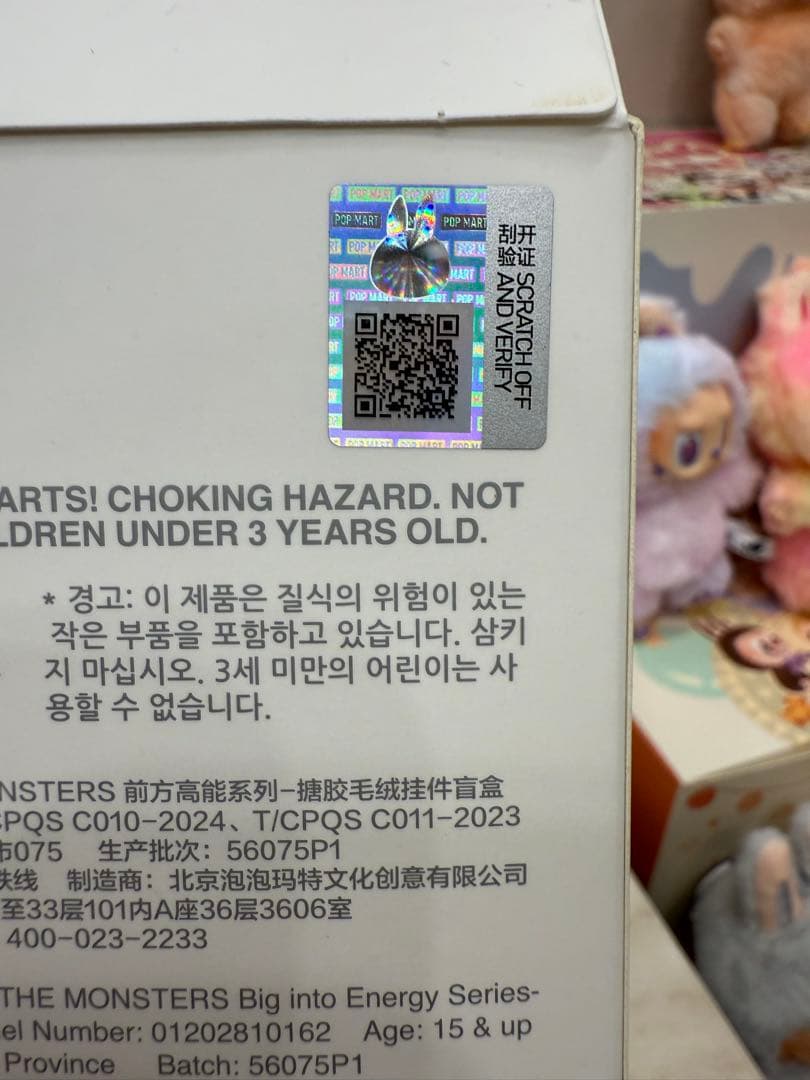 POP MART
POP MART
开 证 SCRATCH OFF
刮 验 AND VERIFY
ARTS! CHOKING HAZARD. NOT
LDREN UNDER 3 YEARS OLD.
* 경고: 이 제품은 질식의 위험이 있는
작은 부품을 포함하고 있습니다. 삼키
지 마십시오. 3세 미만의 어린이는 사
용할 수 없습니다.
NSTERS 前方高能系列-搪胶毛绒挂件盲盒
CPQS C010-2024、T/CPQS C011-2023
市075 生产批次：56075P1
铁线 制造商：北京泡泡玛特文化创意有限公司
至33层101内A座36层3606室
400-023-2233
THE MONSTERS Big into Energy Series-
el Number: 01202810162 Age: 15 & up
Province Batch: 56075P1